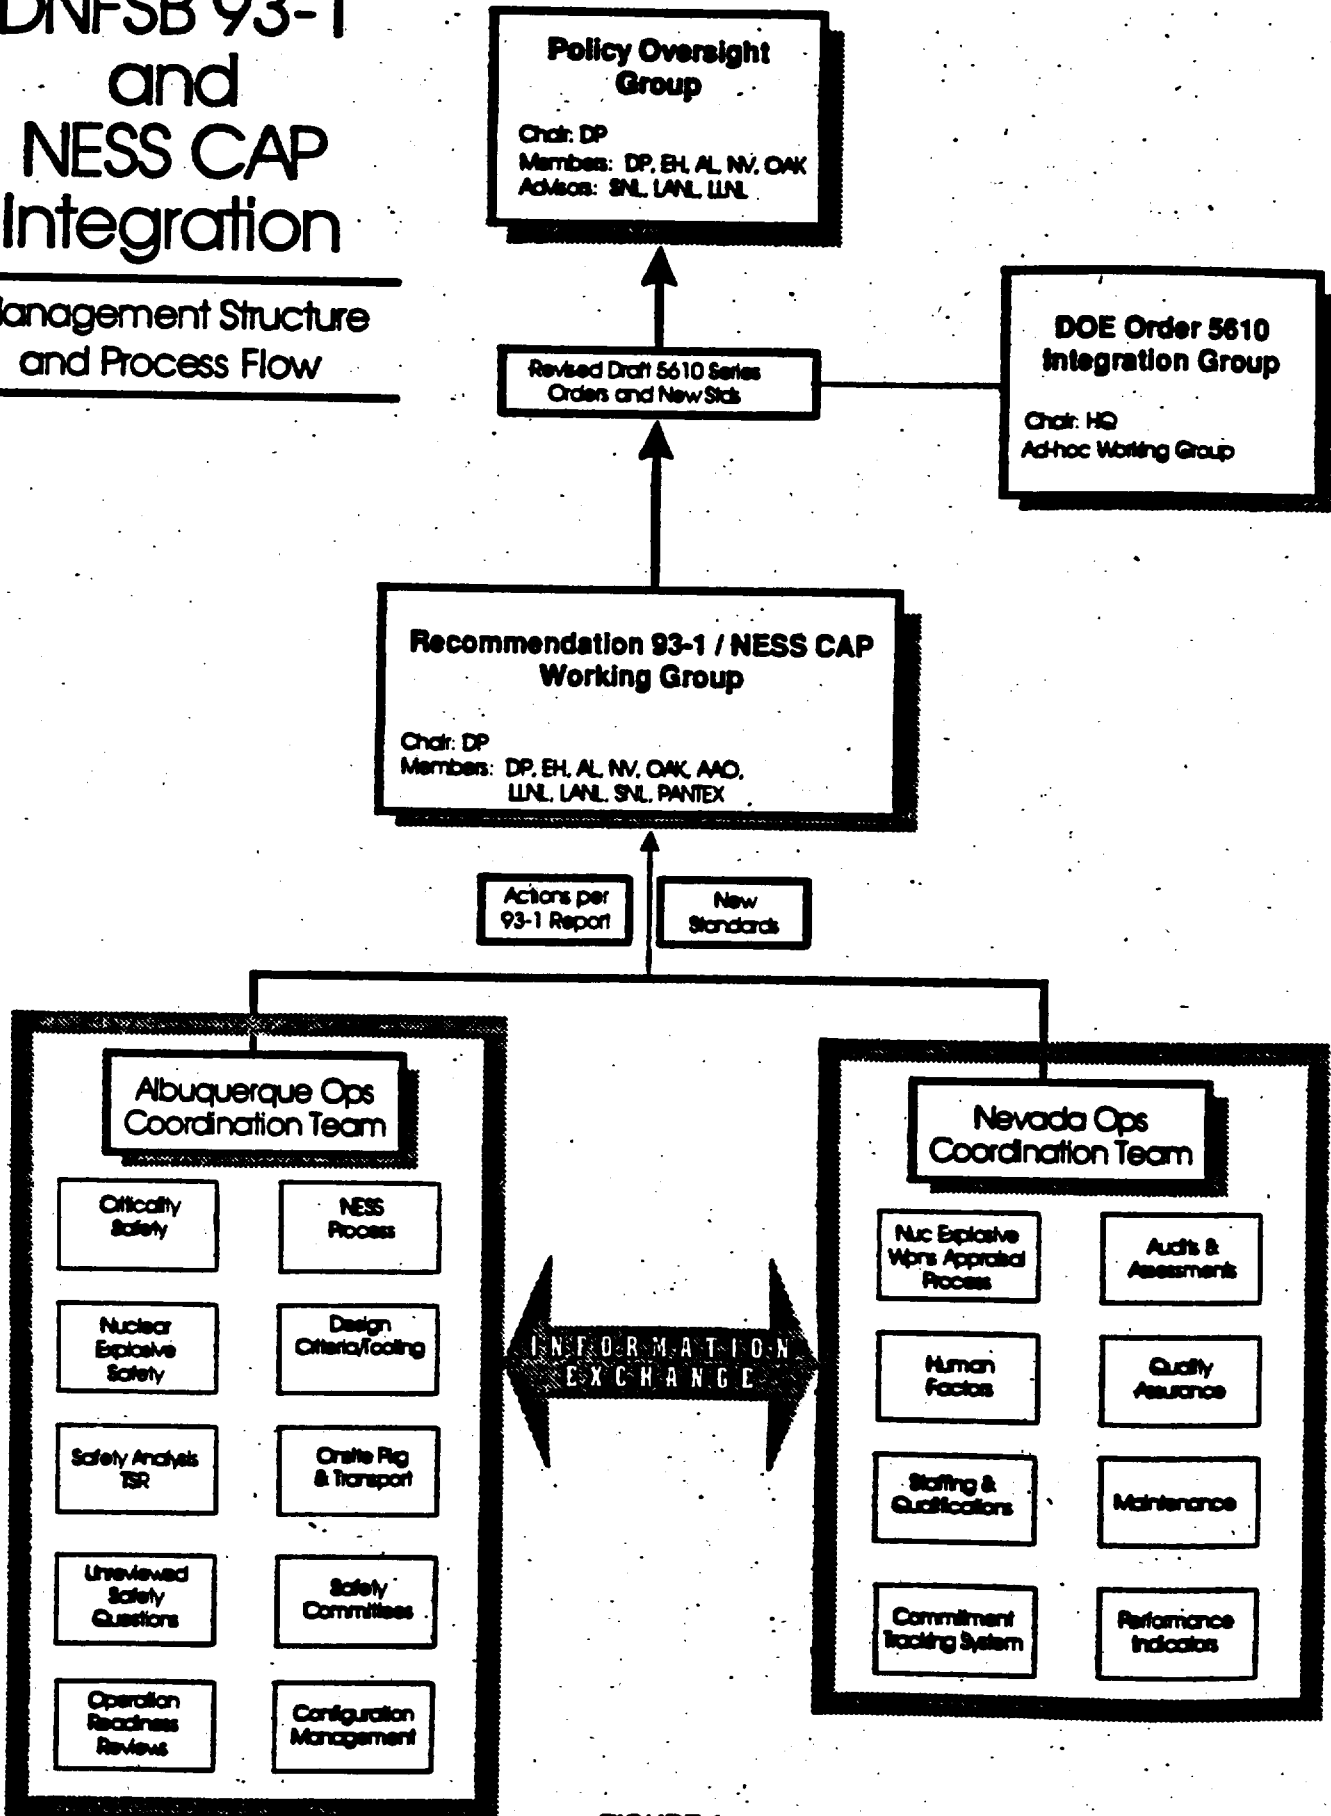 DNFSB 93-1
and
NESS CAP
Integration
Management Structure
and Process Flow
Policy Oversight
Group
Chair: DP
Members: DP, EH, AL, NV, OAK
Advisors: SNL, LANL, LLNL
Revised Draft 5610 Series
Orders and New Stds
DOE Order 5610
Integration Group
Chair: HQ
Ad-hoc Working Group
Recommendation 93-1 / NESS CAP
Working Group
Chair: DP
Members: DP, EH, AL, NV, OAK, AAO,
LLNL, LANL, SNL, PANTEX
Actions per
93-1 Report
New
Standards
Albuquerque Ops
Coordination Team
Criticality
Safety
NESS
Process
Nuclear
Explosive
Safety
Design
Criteria/Tooling
Safety Analysis
TSR
Onsite Pkg
& Transport
Unreviewed
Safety
Questions
Safety
Committees
Operation
Readiness
Reviews
Configuration
Management
INFORMATION
EXCHANGE
Nevada Ops
Coordination Team
Nuc Explosive
Wpns Appraisal
Process
Audits &
Assessments
Human
Factors
Quality
Assurance
Staffing &
Qualifications
Maintenance
Commitment
Tracking System
Performance
Indicators